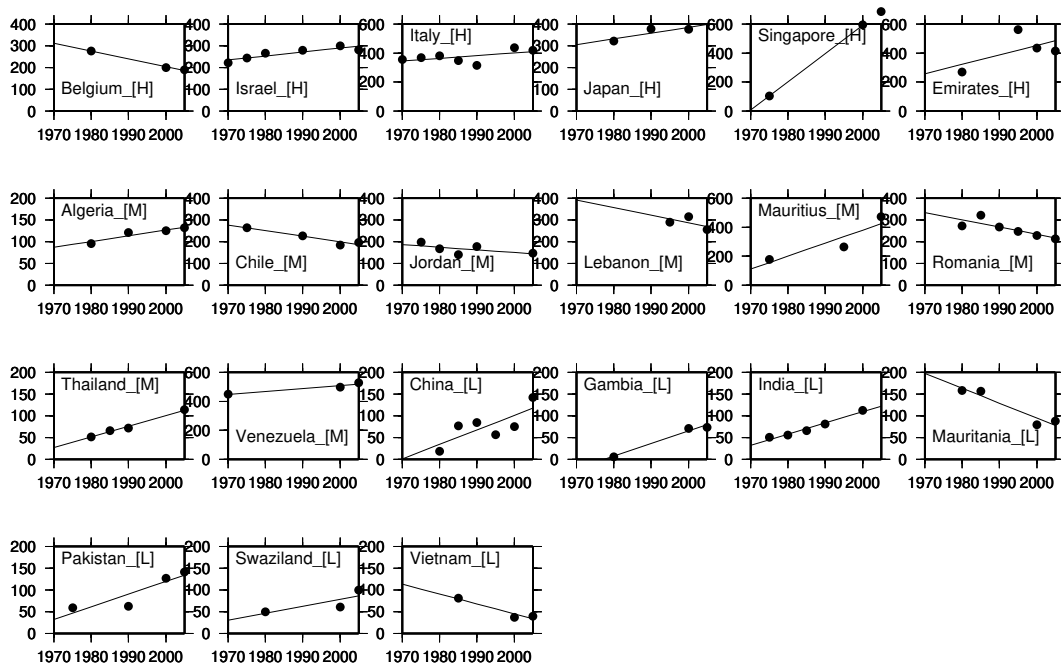 400
300
200
100
0
Belgium_[H]
1970 1980 1990 2000
400
300
200
100
0
Israel_[H]
1970 1980 1990 2000
600
400
200
0
Italy_[H]
1970 1980 1990 2000
400
300
200
100
0
Japan_[H]
1970 1980 1990 2000
600
400
200
0
Singapore_[H]
1970 1980 1990 2000
600
400
200
0
Emirates_[H]
1970 1980 1990 2000
200
150
100
50
0
Algeria_[M]
1970 1980 1990 2000
400
300
200
100
0
Chile_[M]
1970 1980 1990 2000
400
300
200
100
0
Jordan_[M]
1970 1980 1990 2000
400
300
200
100
0
Lebanon_[M]
1970 1980 1990 2000
600
400
200
0
Mauritius_[M]
1970 1980 1990 2000
400
300
200
100
0
Romania_[M]
1970 1980 1990 2000
200
150
100
50
0
Thailand_[M]
1970 1980 1990 2000
600
400
200
0
Venezuela_[M]
1970 1980 1990 2000
200
150
100
50
0
China_[L]
1970 1980 1990 2000
200
150
100
50
0
Gambia_[L]
1970 1980 1990 2000
200
150
100
50
0
India_[L]
1970 1980 1990 2000
200
150
100
50
0
Mauritania_[L]
1970 1980 1990 2000
200
150
100
50
0
Pakistan_[L]
1970 1980 1990 2000
200
150
100
50
0
Swaziland_[L]
1970 1980 1990 2000
200
150
100
50
0
Vietnam_[L]
1970 1980 1990 2000